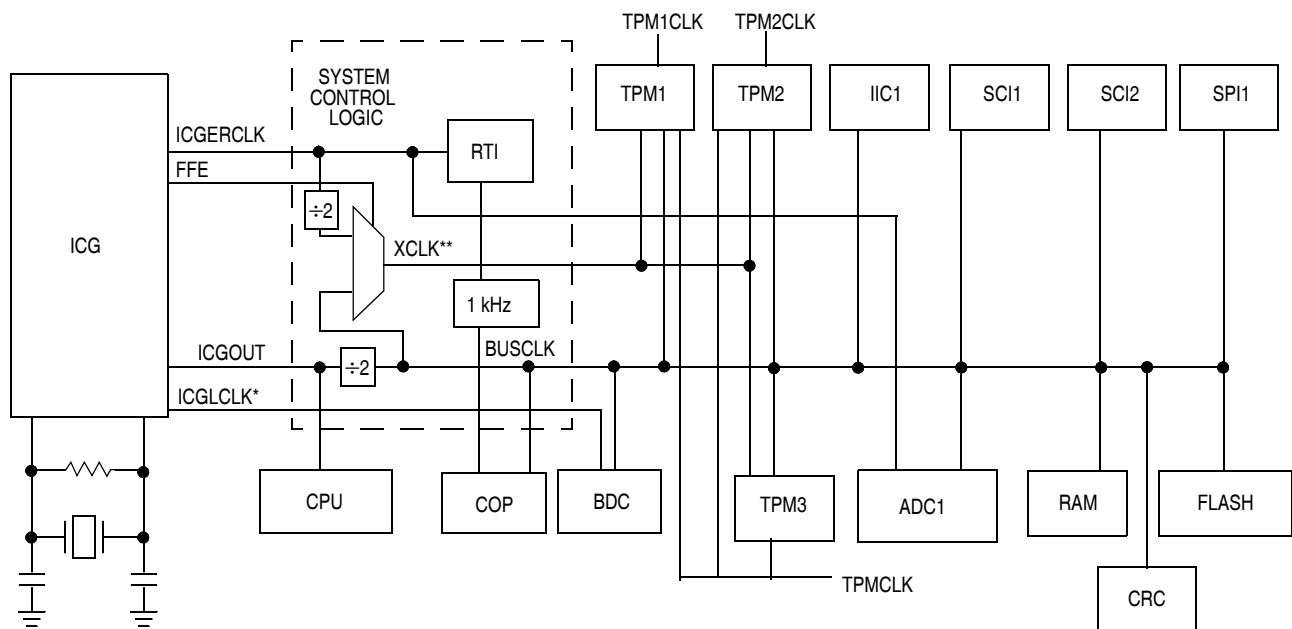 TPM1CLK
TPM2CLK
SYSTEM
CONTROL
LOGIC
TPM1
TPM2
IIC1
SCI1
SCI2
SPI1
ICGERCLK
RTI
FFE
÷2
ICG
XCLK**
1 kHz
ICGOUT
÷2
BUSCLK
ICGLCLK*
CPU
COP
BDC
TPM3
ADC1
RAM
FLASH
TPMCLK
CRC